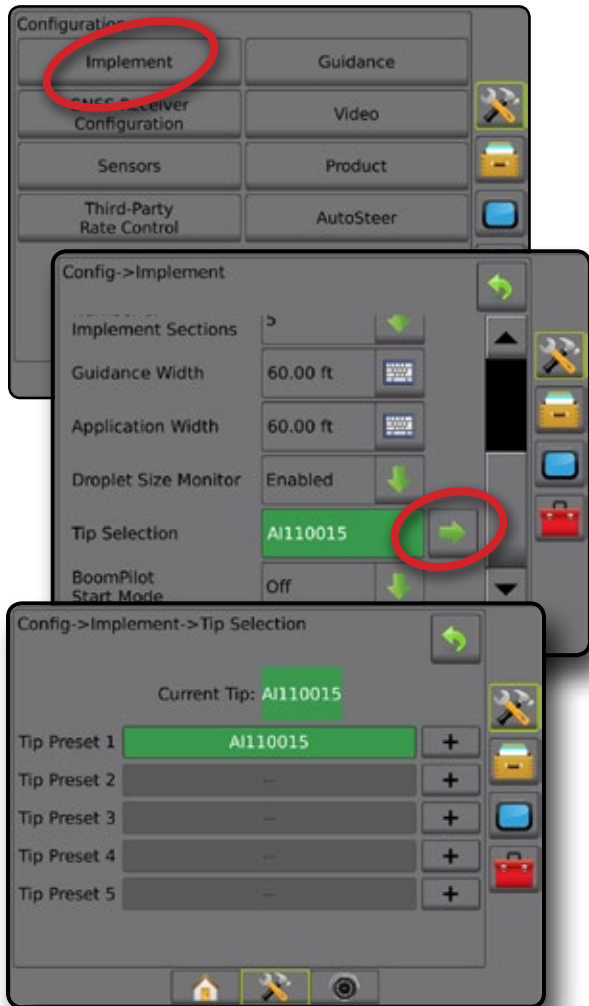 Configuration
Implement
Guidance
GNSS Receiver
Configuration
Video
Sensors
Product
Third-Party
Rate Control
AutoSteer
Config->Implement
Implement Sections
5
Guidance Width
60.00 ft
Application Width
60.00 ft
Droplet Size Monitor
Enabled
Tip Selection
AI110015
BoomPilot
Start Mode
Off
Config->Implement->Tip Selection
Current Tip: AI110015
Tip Preset 1
AI110015
+
Tip Preset 2
--
+
Tip Preset 3
--
+
Tip Preset 4
--
+
Tip Preset 5
--
+